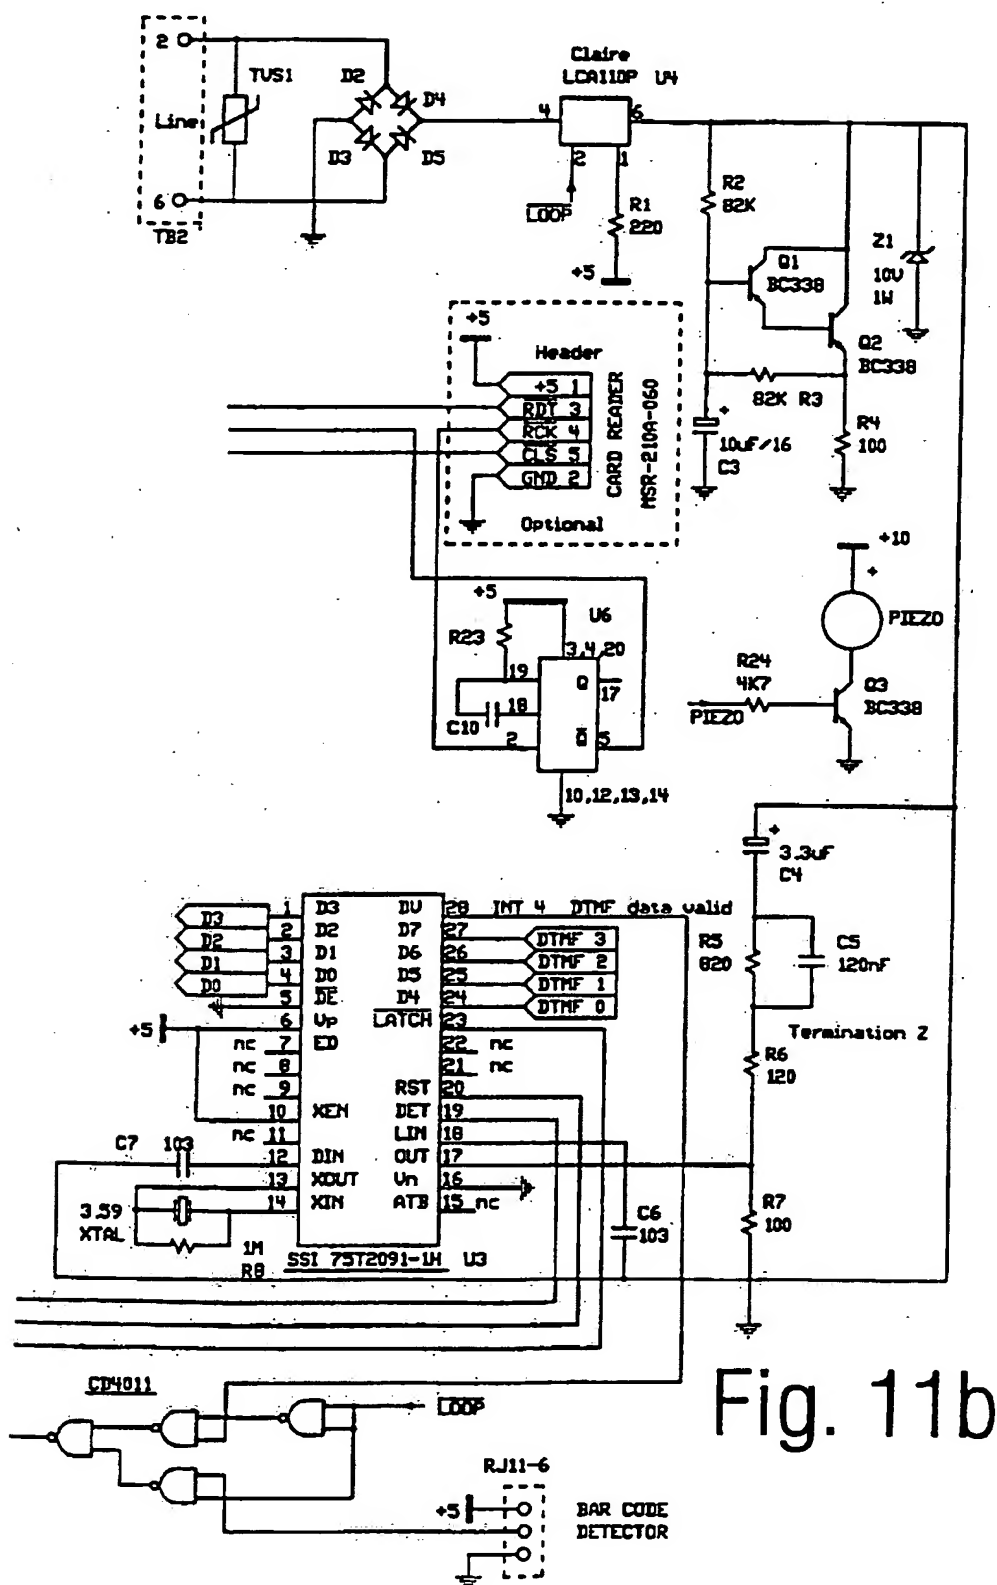 Claire
LCA110P U4
2
TVS1
D2
D4
Line
4
6
D3
D5
2
1
6
TB2
LOOP
R1
220
+5
R2
82K
Q1
BC338
Z1
10V
1W
Q2
BC338
82K R3
+
10uF/16
C3
R4
100
+5
Header
+5 1
RDT 3
RCK 4
CLS 5
GND 2
CARD READER
MSR-210A-060
Optional
+10
+
PIEZO
R24
4K7
PIEZO
Q3
BC338
+5
U6
R23
3,4,20
19
Q
17
18
C10
2
Q
5
10,12,13,14
+
3.3uF
C4
R5
820
C5
120nF
Termination Z
R6
120
R7
100
D3 1 D3 DV 28 INT 4 DTMF data valid
D2 2 D2 D7 27 DTMF 3
D1 3 D1 D6 26 DTMF 2
D0 4 D0 D5 25 DTMF 1
5 DE D4 24 DTMF 0
+5 6 Vp LATCH 23
nc 7 ED 22 nc
nc 8 21 nc
nc 9 RST 20
10 XEN DET 19
nc 11 LIN 18
C7 103 12 DIN OUT 17
13 XOUT Vn 16
14 XIN ATB 15 nc
3.59
XTAL
1M
R8
C6
103
SSI 75T2091-1H U3
CD4011
LOOP
Fig. 11b
RJ11-6
+5
BAR CODE
DETECTOR